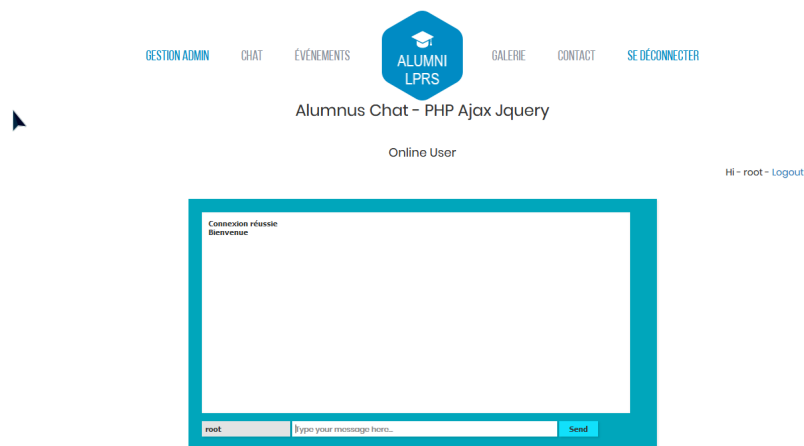 GESTION ADMIN CHAT ÉVÉNEMENTS ALUMNI LPRS GALERIE CONTACT SE DÉCONNECTER
Alumnus Chat - PHP Ajax Jquery
Online User
Hi - root - Logout
Connexion réussie
Bienvenue
root Type your message here... Send